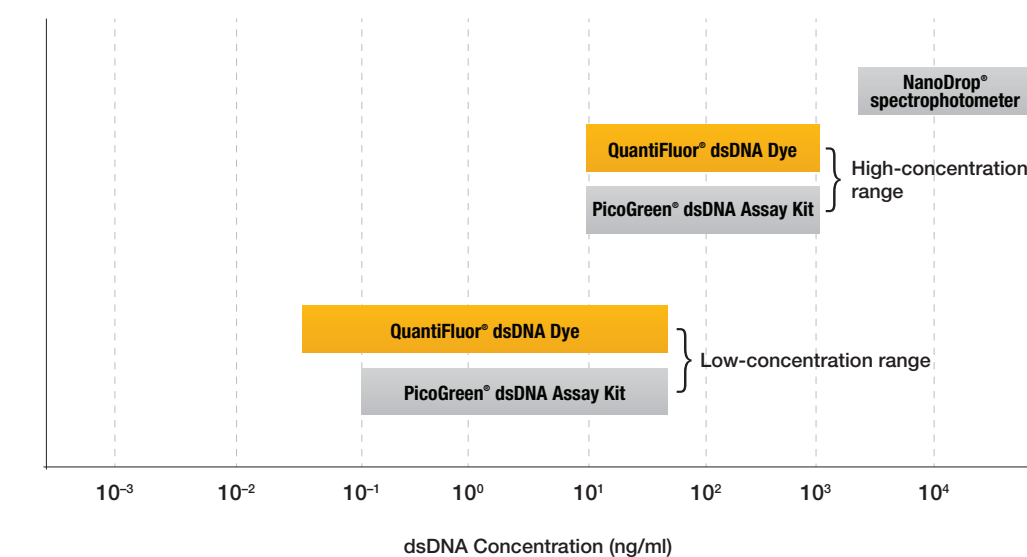 NanoDrop®
spectrophotometer
QuantiFluor® dsDNA Dye
High-concentration
range
PicoGreen® dsDNA Assay Kit
QuantiFluor® dsDNA Dye
Low-concentration range
PicoGreen® dsDNA Assay Kit
10⁻³ 10⁻² 10⁻¹ 10⁰ 10¹ 10² 10³ 10⁴
dsDNA Concentration (ng/ml)